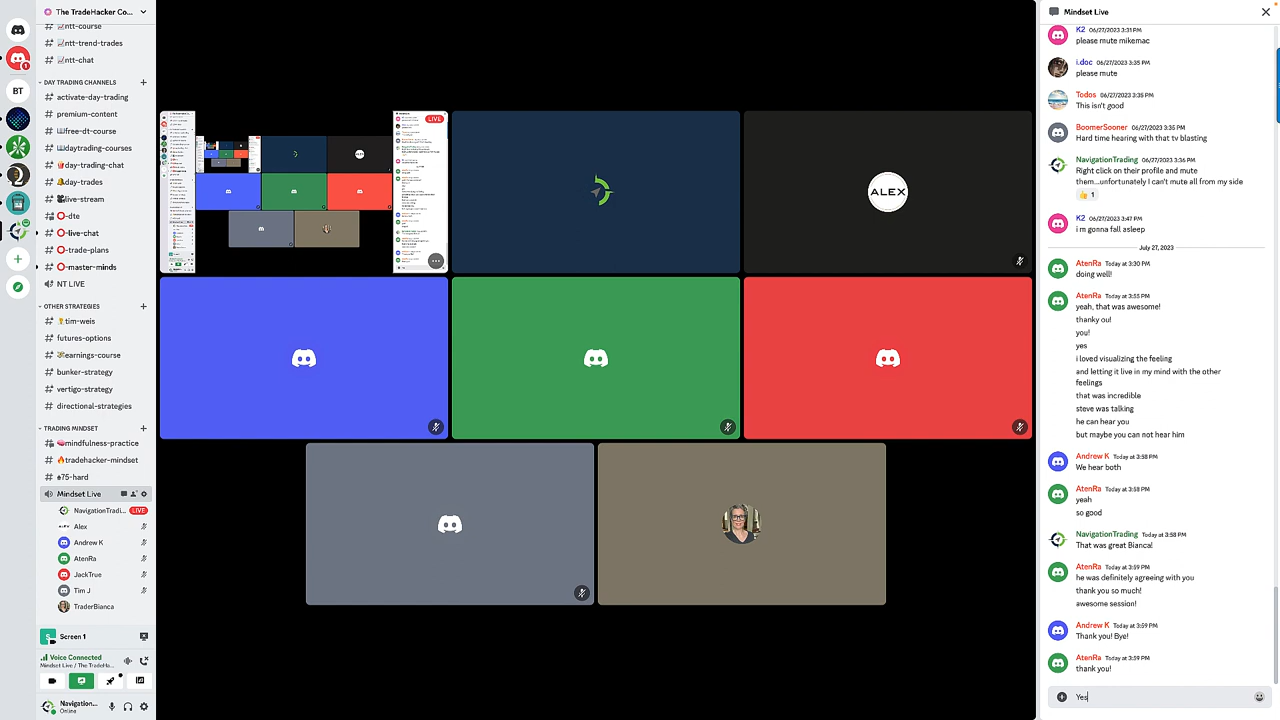 The TradeHacker Co...
ntt-course
ntt-trend-trades
ntt-chat
DAY TRADING CHANNELS
activate-day-trading
premium-content
free-dt-course
daytrading-courses
day-trading-chat
day-trades
live-stream
-dte
-live-chat
-trade-plans
-master-minds
NT LIVE
OTHER STRATEGIES
tim-weis
futures-options
earnings-course
bunker-strategy
vertigo-strategy
directional-strategies
TRADING MINDSET
mindfulness-practice
tradehacker-mindset
75-hard
Mindset Live
NavigationTradi... LIVE
Alex
Andrew K
AtenRa
JackTrue
Tim J
TraderBianca
Screen 1
Voice Connected
Mindset Live / The TradeHa...
Navigation...
Online
BT
LIVE
ALEX
Mindset Live
K2 06/27/2023 3:31 PM
please mute mikemac
i.doc 06/27/2023 3:35 PM
please mute
Todos 06/27/2023 3:35 PM
This isn't good
BoomerSooner 06/27/2023 3:35 PM
Hard time hearing with that tv blasting
NavigationTrading 06/27/2023 3:36 PM
Right click on their profile and mute
them...unfortunately I can't mute all from my side
👍 1
K2 06/27/2023 3:47 PM
i m gonna fall asleep
July 27, 2023
AtenRa Today at 3:30 PM
doing well!
AtenRa Today at 3:55 PM
yeah, that was awesome!
thanky ou!
you!
yes
i loved visualizing the feeling
and letting it live in my mind with the other
feelings
that was incredible
steve was talking
he can hear you
but maybe you can not hear him
Andrew K Today at 3:58 PM
We hear both
AtenRa Today at 3:58 PM
yeah
so good
NavigationTrading Today at 3:58 PM
That was great Bianca!
AtenRa Today at 3:59 PM
he was definitely agreeing with you
thank you so much!
awesome session!
Andrew K Today at 3:59 PM
Thank you! Bye!
AtenRa Today at 3:59 PM
thank you!
Yes